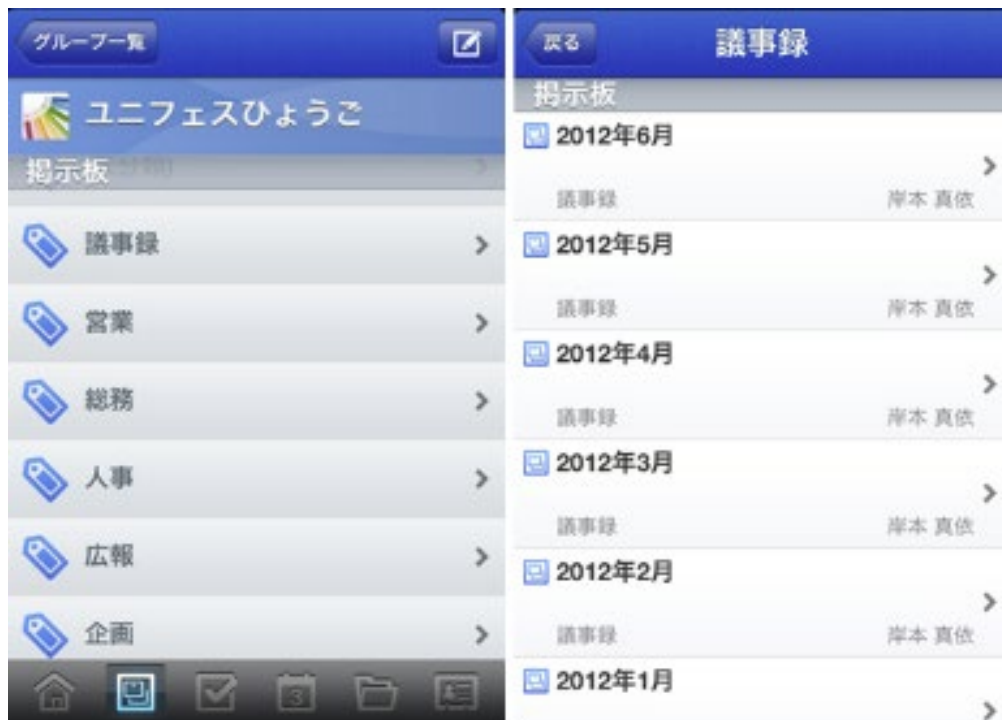 グループ一覧
ユニフェスひょうご
掲示板
議事録
営業
総務
人事
広報
企画
3
戻る
議事録
掲示板
2012年6月
議事録 岸本 真依
2012年5月
議事録 岸本 真依
2012年4月
議事録 岸本 真依
2012年3月
議事録 岸本 真依
2012年2月
議事録 岸本 真依
2012年1月